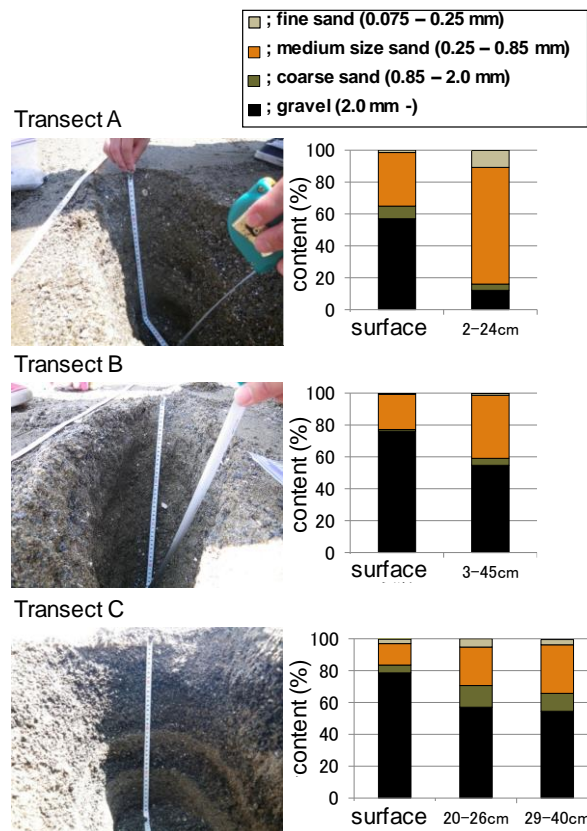 ; fine sand (0.075 – 0.25 mm)
; medium size sand (0.25 – 0.85 mm)
; coarse sand (0.85 – 2.0 mm)
; gravel (2.0 mm -)
Transect A
content (%)
100
80
60
40
20
0
surface 2-24cm
Transect B
content (%)
100
80
60
40
20
0
surface 3-45cm
Transect C
content (%)
100
80
60
40
20
0
surface 20-26cm 29-40cm